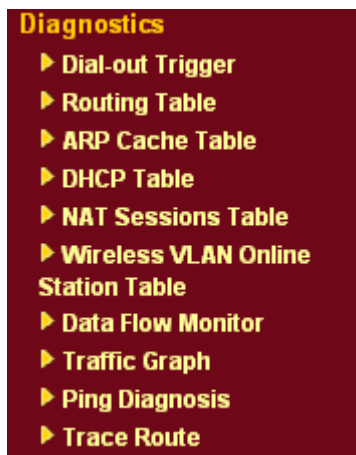 Diagnostics
Dial-out Trigger
Routing Table
ARP Cache Table
DHCP Table
NAT Sessions Table
Wireless VLAN Online
Station Table
Data Flow Monitor
Traffic Graph
Ping Diagnosis
Trace Route